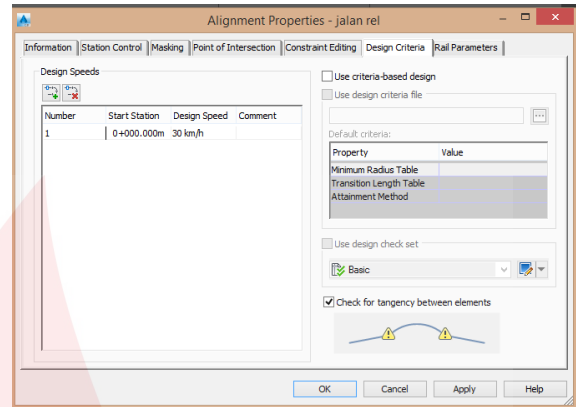 Alignment Properties - jalan rel
Information Station Control Masking Point of Intersection Constraint Editing Design Criteria Rail Parameters
Design Speeds
Number Start Station Design Speed Comment
1 0+000.000m 30 km/h
Use criteria-based design
Use design criteria file
...
Default criteria:
Property Value
Minimum Radius Table
Transition Length Table
Attainment Method
Use design check set
Basic
Check for tangency between elements
OK Cancel Apply Help